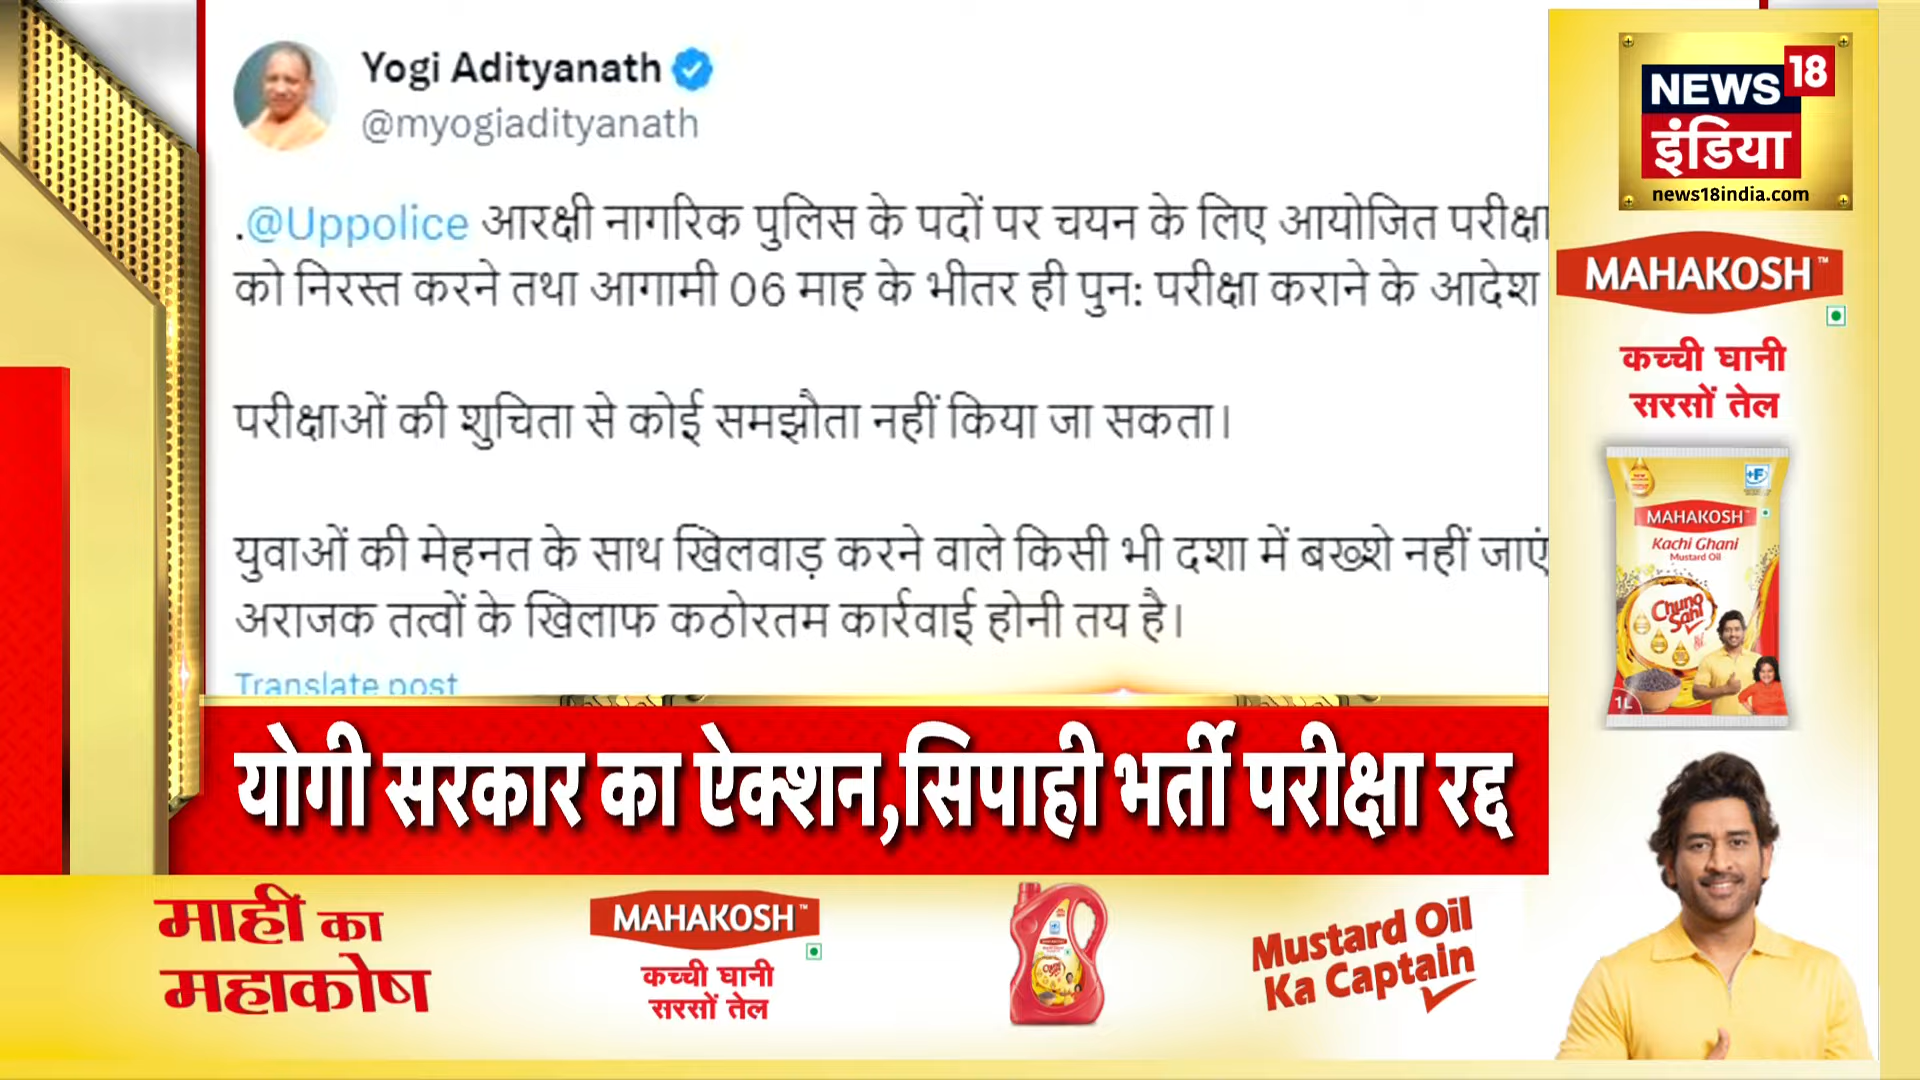 Yogi Adityanath
@myogiadityanath
.@Uppolice आरक्षी नागरिक पुलिस के पदों पर चयन के लिए आयोजित परीक्षा
को निरस्त करने तथा आगामी 06 माह के भीतर ही पुन: परीक्षा कराने के आदेश
परीक्षाओं की शुचिता से कोई समझौता नहीं किया जा सकता।
युवाओं की मेहनत के साथ खिलवाड़ करने वाले किसी भी दशा में बख्शे नहीं जाएं
अराजक तत्वों के खिलाफ कठोरतम कार्रवाई होनी तय है।
Translate post
योगी सरकार का ऐक्शन,सिपाही भर्ती परीक्षा रद्द
NEWS 18
इंडिया
news18india.com
MAHAKOSH™
कच्ची घानी
सरसों तेल
+F
MAHAKOSH
Kachi Ghani
Mustard Oil
Chuno
Sahi
1L
माही का
महाकोष
MAHAKOSH™
कच्ची घानी
सरसों तेल
Mustard Oil
Ka Captain